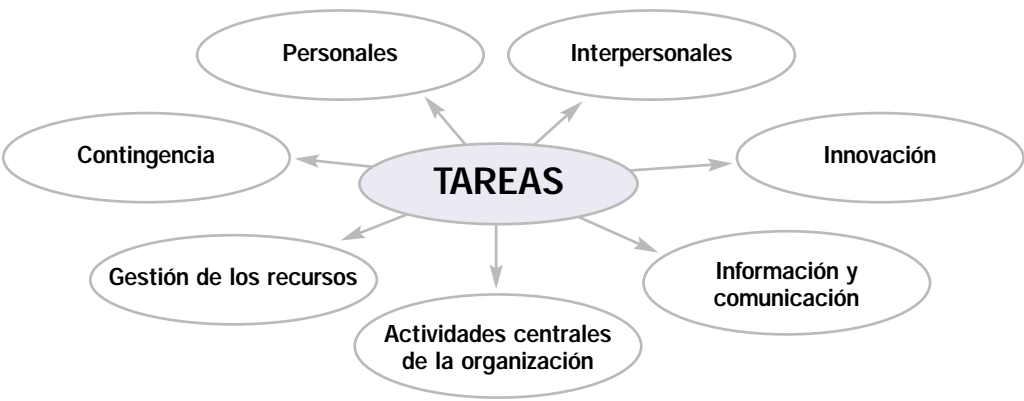 Personales
Interpersonales
Contingencia
TAREAS
Innovación
Gestión de los recursos
Información y
comunicación
Actividades centrales
de la organización